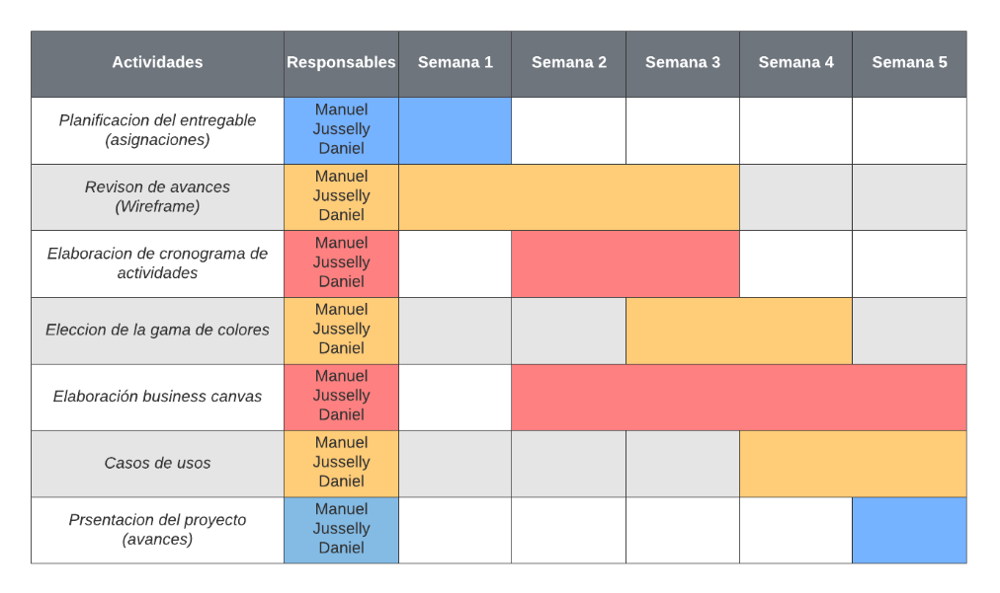 Actividades Responsables Semana 1 Semana 2 Semana 3 Semana 4 Semana 5
Planificacion del entregable
(asignaciones)
Manuel
Jusselly
Daniel
Revison de avances
(Wireframe)
Manuel
Jusselly
Daniel
Elaboracion de cronograma de
actividades
Manuel
Jusselly
Daniel
Eleccion de la gama de colores
Manuel
Jusselly
Daniel
Elaboración business canvas
Manuel
Jusselly
Daniel
Casos de usos
Manuel
Jusselly
Daniel
Prsentacion del proyecto
(avances)
Manuel
Jusselly
Daniel